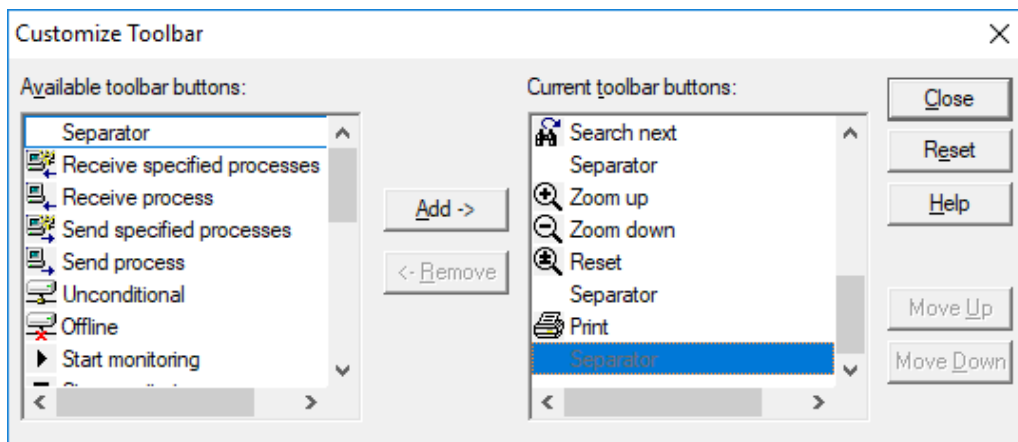 Customize Toolbar
Available toolbar buttons:
Separator
Receive specified processes
Receive process
Send specified processes
Send process
Unconditional
Offline
Start monitoring
Add ->
<- Remove
Current toolbar buttons:
Search next
Separator
Zoom up
Zoom down
Reset
Separator
Print
Separator
Close
Reset
Help
Move Up
Move Down